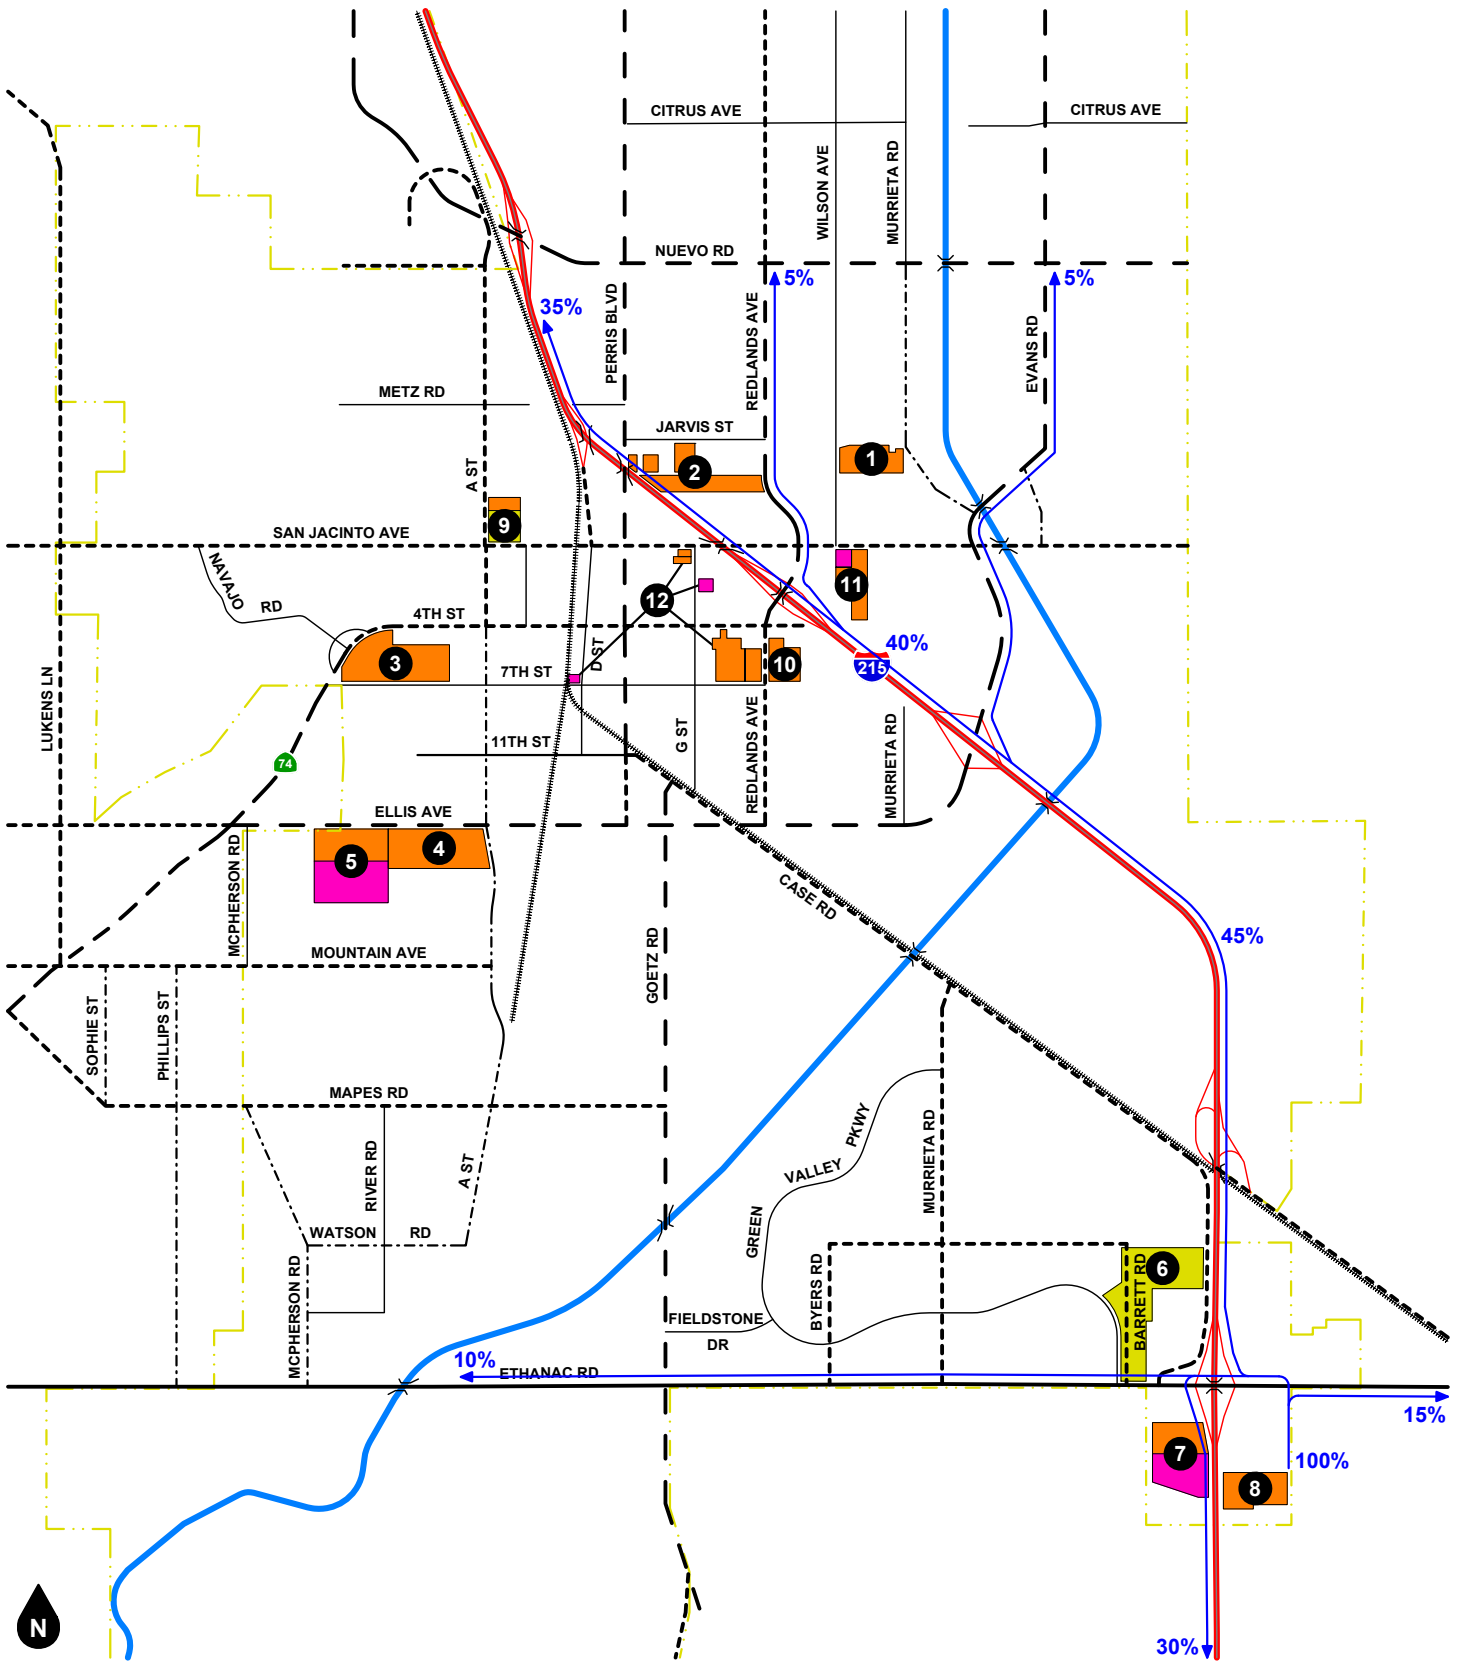 CITRUS AVE
CITRUS AVE
WILSON AVE
MURRIETA RD
NUEVO RD
5%
5%
35%
PERRIS BLVD
REDLANDS AVE
EVANS RD
METZ RD
JARVIS ST
1
2
A ST
9
SAN JACINTO AVE
NAVAJO
RD
11
12
4TH ST
40%
D ST
3
7TH ST
10
215
LUKENS LN
G ST
REDLANDS AVE
MURRIETA RD
11TH ST
74
ELLIS AVE
5
4
MCPHERSON RD
CASE RD
45%
MOUNTAIN AVE
GOETZ RD
SOPHIE ST
PHILLIPS ST
MAPES RD
PKWY
RIVER RD
A ST
VALLEY
MURRIETA RD
GREEN
WATSON
RD
BYERS RD
BARRETT RD
6
MCPHERSON RD
FIELDSTONE
DR
10%
ETHANAC RD
15%
7
100%
8
N
30%